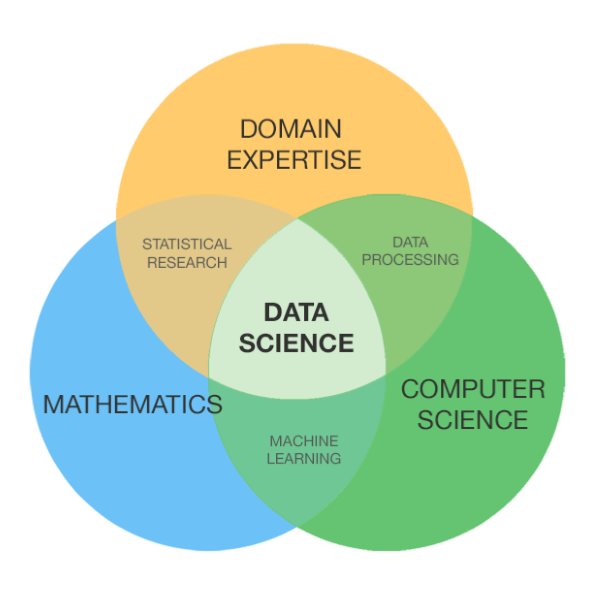 DOMAIN
EXPERTISE
STATISTICAL
RESEARCH
DATA
PROCESSING
DATA
SCIENCE
MATHEMATICS
COMPUTER
SCIENCE
MACHINE
LEARNING